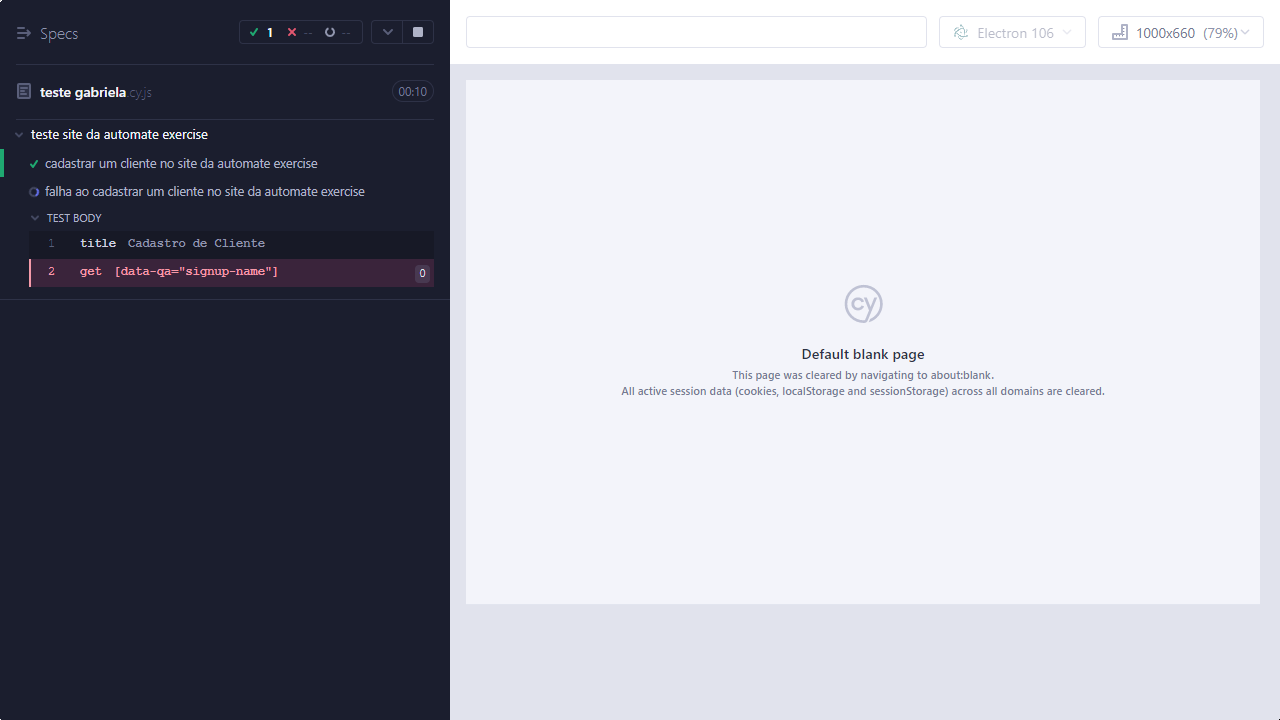 Specs
1 -- --
teste gabriela.cy.js
00:10
teste site da automate exercise
cadastrar um cliente no site da automate exercise
falha ao cadastrar um cliente no site da automate exercise
TEST BODY
1 title Cadastro de Cliente
2 get [data-qa="signup-name"] 0
Electron 106
1000x660 (79%)
cy
Default blank page
This page was cleared by navigating to about:blank.
All active session data (cookies, localStorage and sessionStorage) across all domains are cleared.